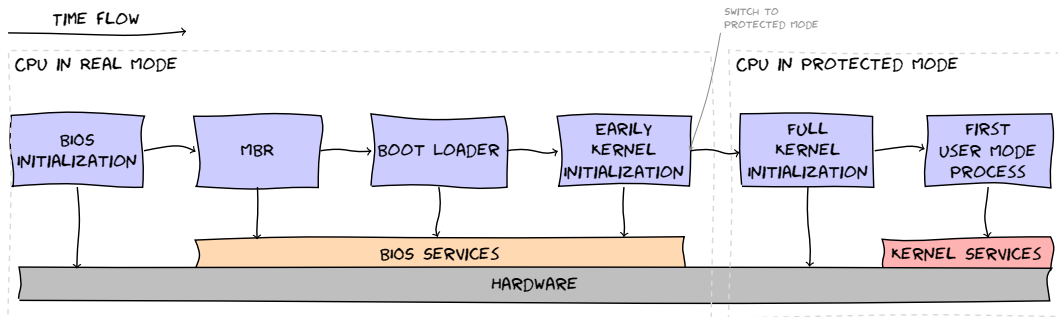 TIME FLOW
SWITCH TO
PROTECTED MODE
CPU IN REAL MODE
CPU IN PROTECTED MODE
BIOS
INITIALIZATION
MBR
BOOT LOADER
EARILY
KERNEL
INITIALIZATION
FULL
KERNEL
INITIALIZATION
FIRST
USER MODE
PROCESS
BIOS SERVICES
KERNEL SERVICES
HARDWARE